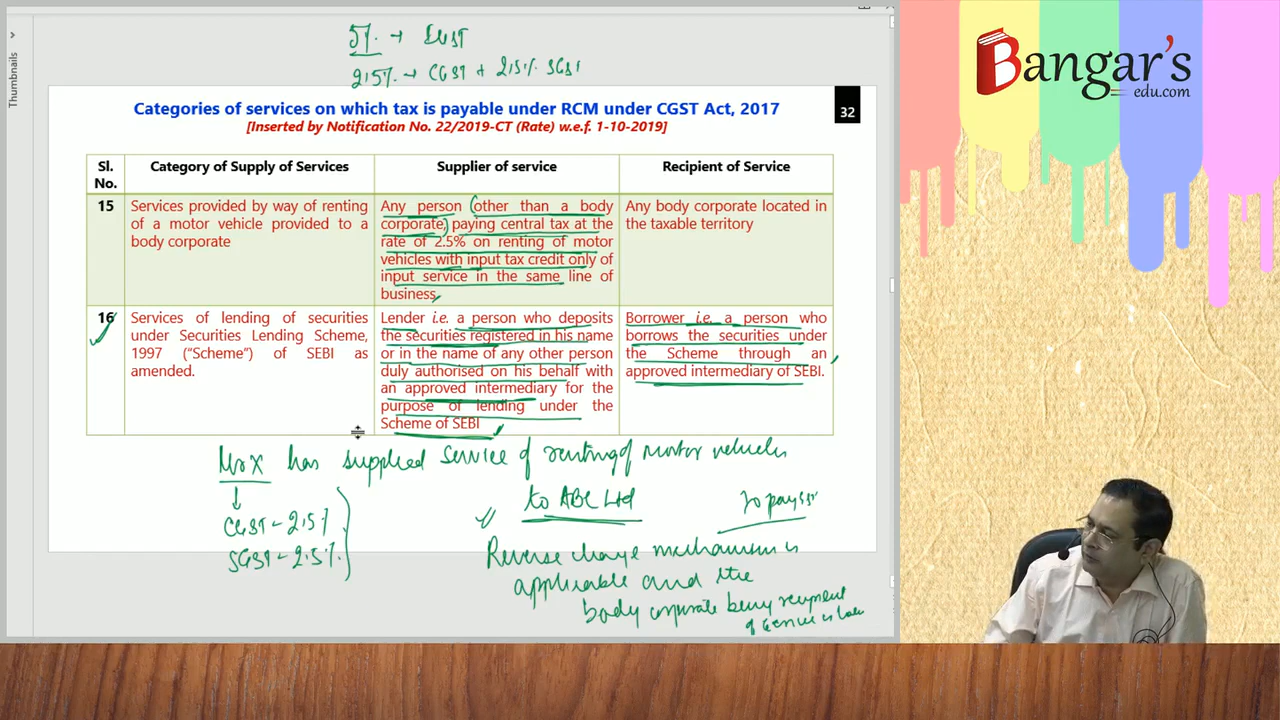 Thumbnails
5% → IGST
2.5% → CGST + 2.5% SGST
Bangar's
edu.com
Categories of services on which tax is payable under RCM under CGST Act, 2017
32
[Inserted by Notification No. 22/2019-CT (Rate) w.e.f. 1-10-2019]
Sl. No.
Category of Supply of Services
Supplier of service
Recipient of Service
15
Services provided by way of renting
of a motor vehicle provided to a
body corporate
Any person (other than a body
corporate) paying central tax at the
rate of 2.5% on renting of motor
vehicles with input tax credit only of
input service in the same line of
business
Any body corporate located in
the taxable territory
16
Services of lending of securities
under Securities Lending Scheme,
1997 ("Scheme") of SEBI as
amended.
Lender i.e. a person who deposits
the securities registered in his name
or in the name of any other person
duly authorised on his behalf with
an approved intermediary for the
purpose of lending under the
Scheme of SEBI
Borrower i.e. a person who
borrows the securities under
the Scheme through an
approved intermediary of SEBI.
Mr X has supplied service of renting of motor vehicles
to ABC Ltd
CGST - 2.5%
SGST - 2.5%
to pay
Reverse charge mechanism is
applicable and the
body corporate being recipient
of service is